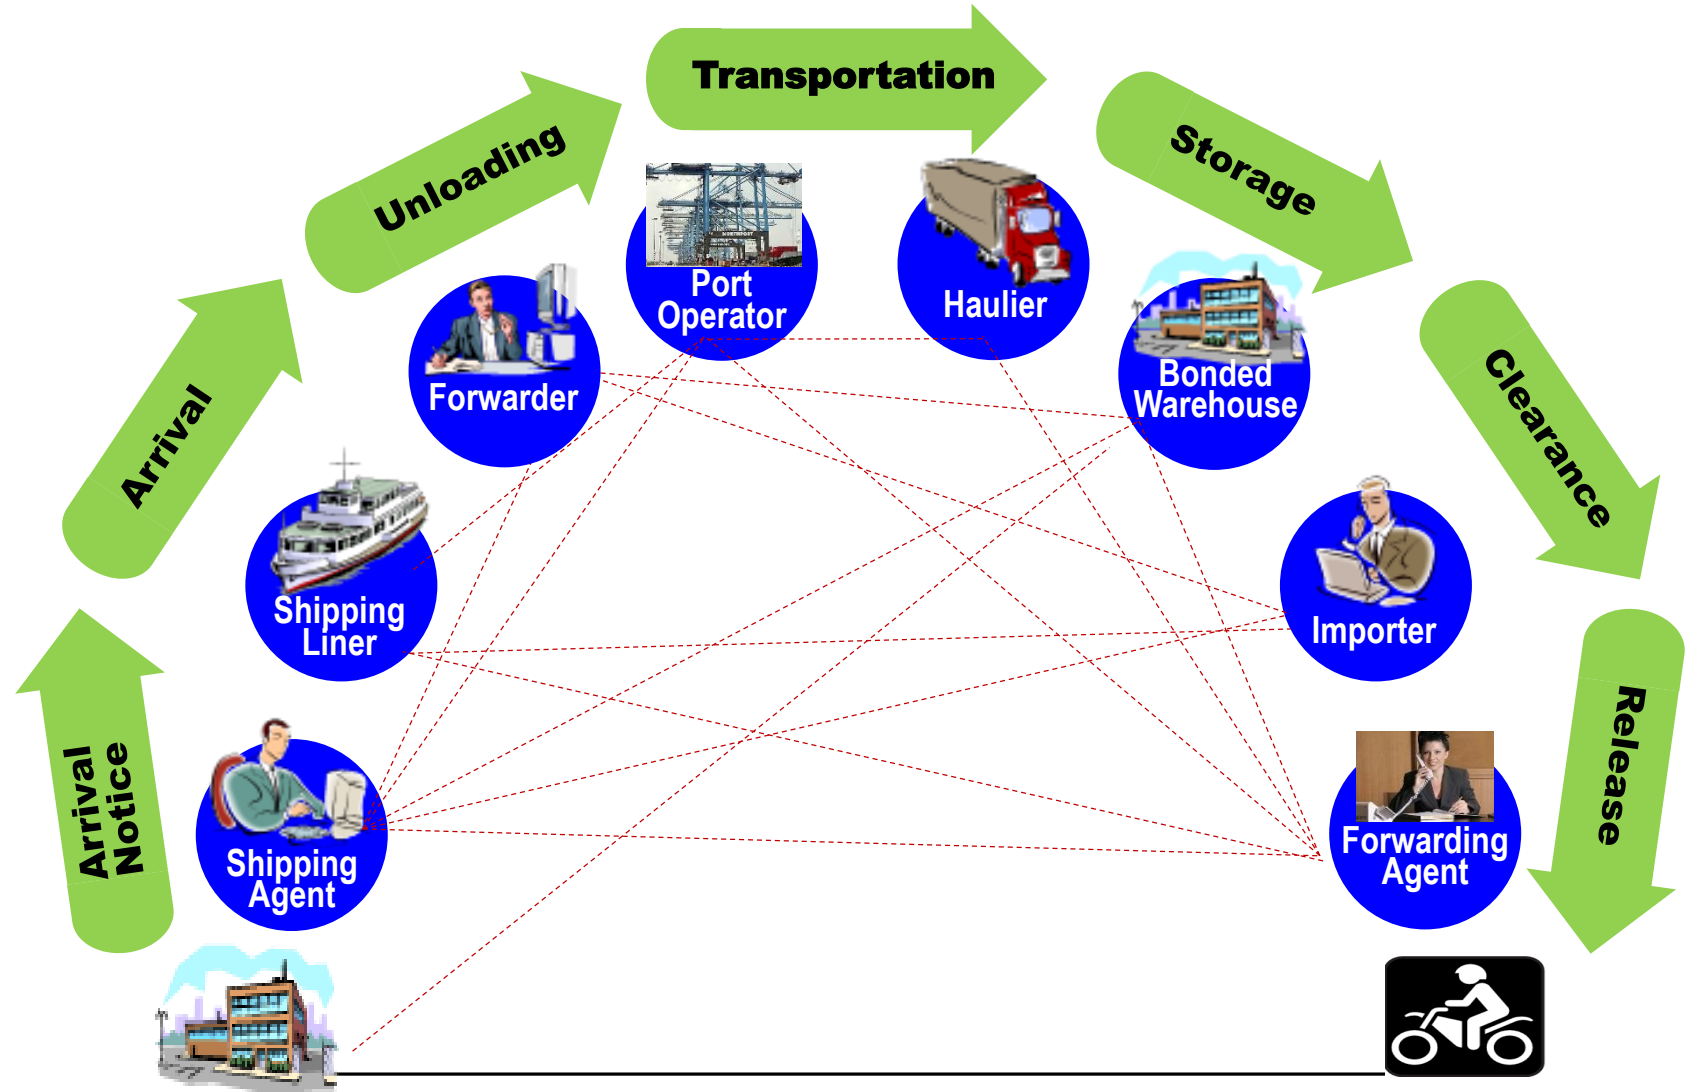 Transportation
Unloading
Storage
NORTHPORT
Port
Operator
Haulier
Forwarder
Bonded
Warehouse
Arrival
Clearance
Shipping
Liner
Importer
Arrival
Notice
Release
Shipping
Agent
Forwarding
Agent